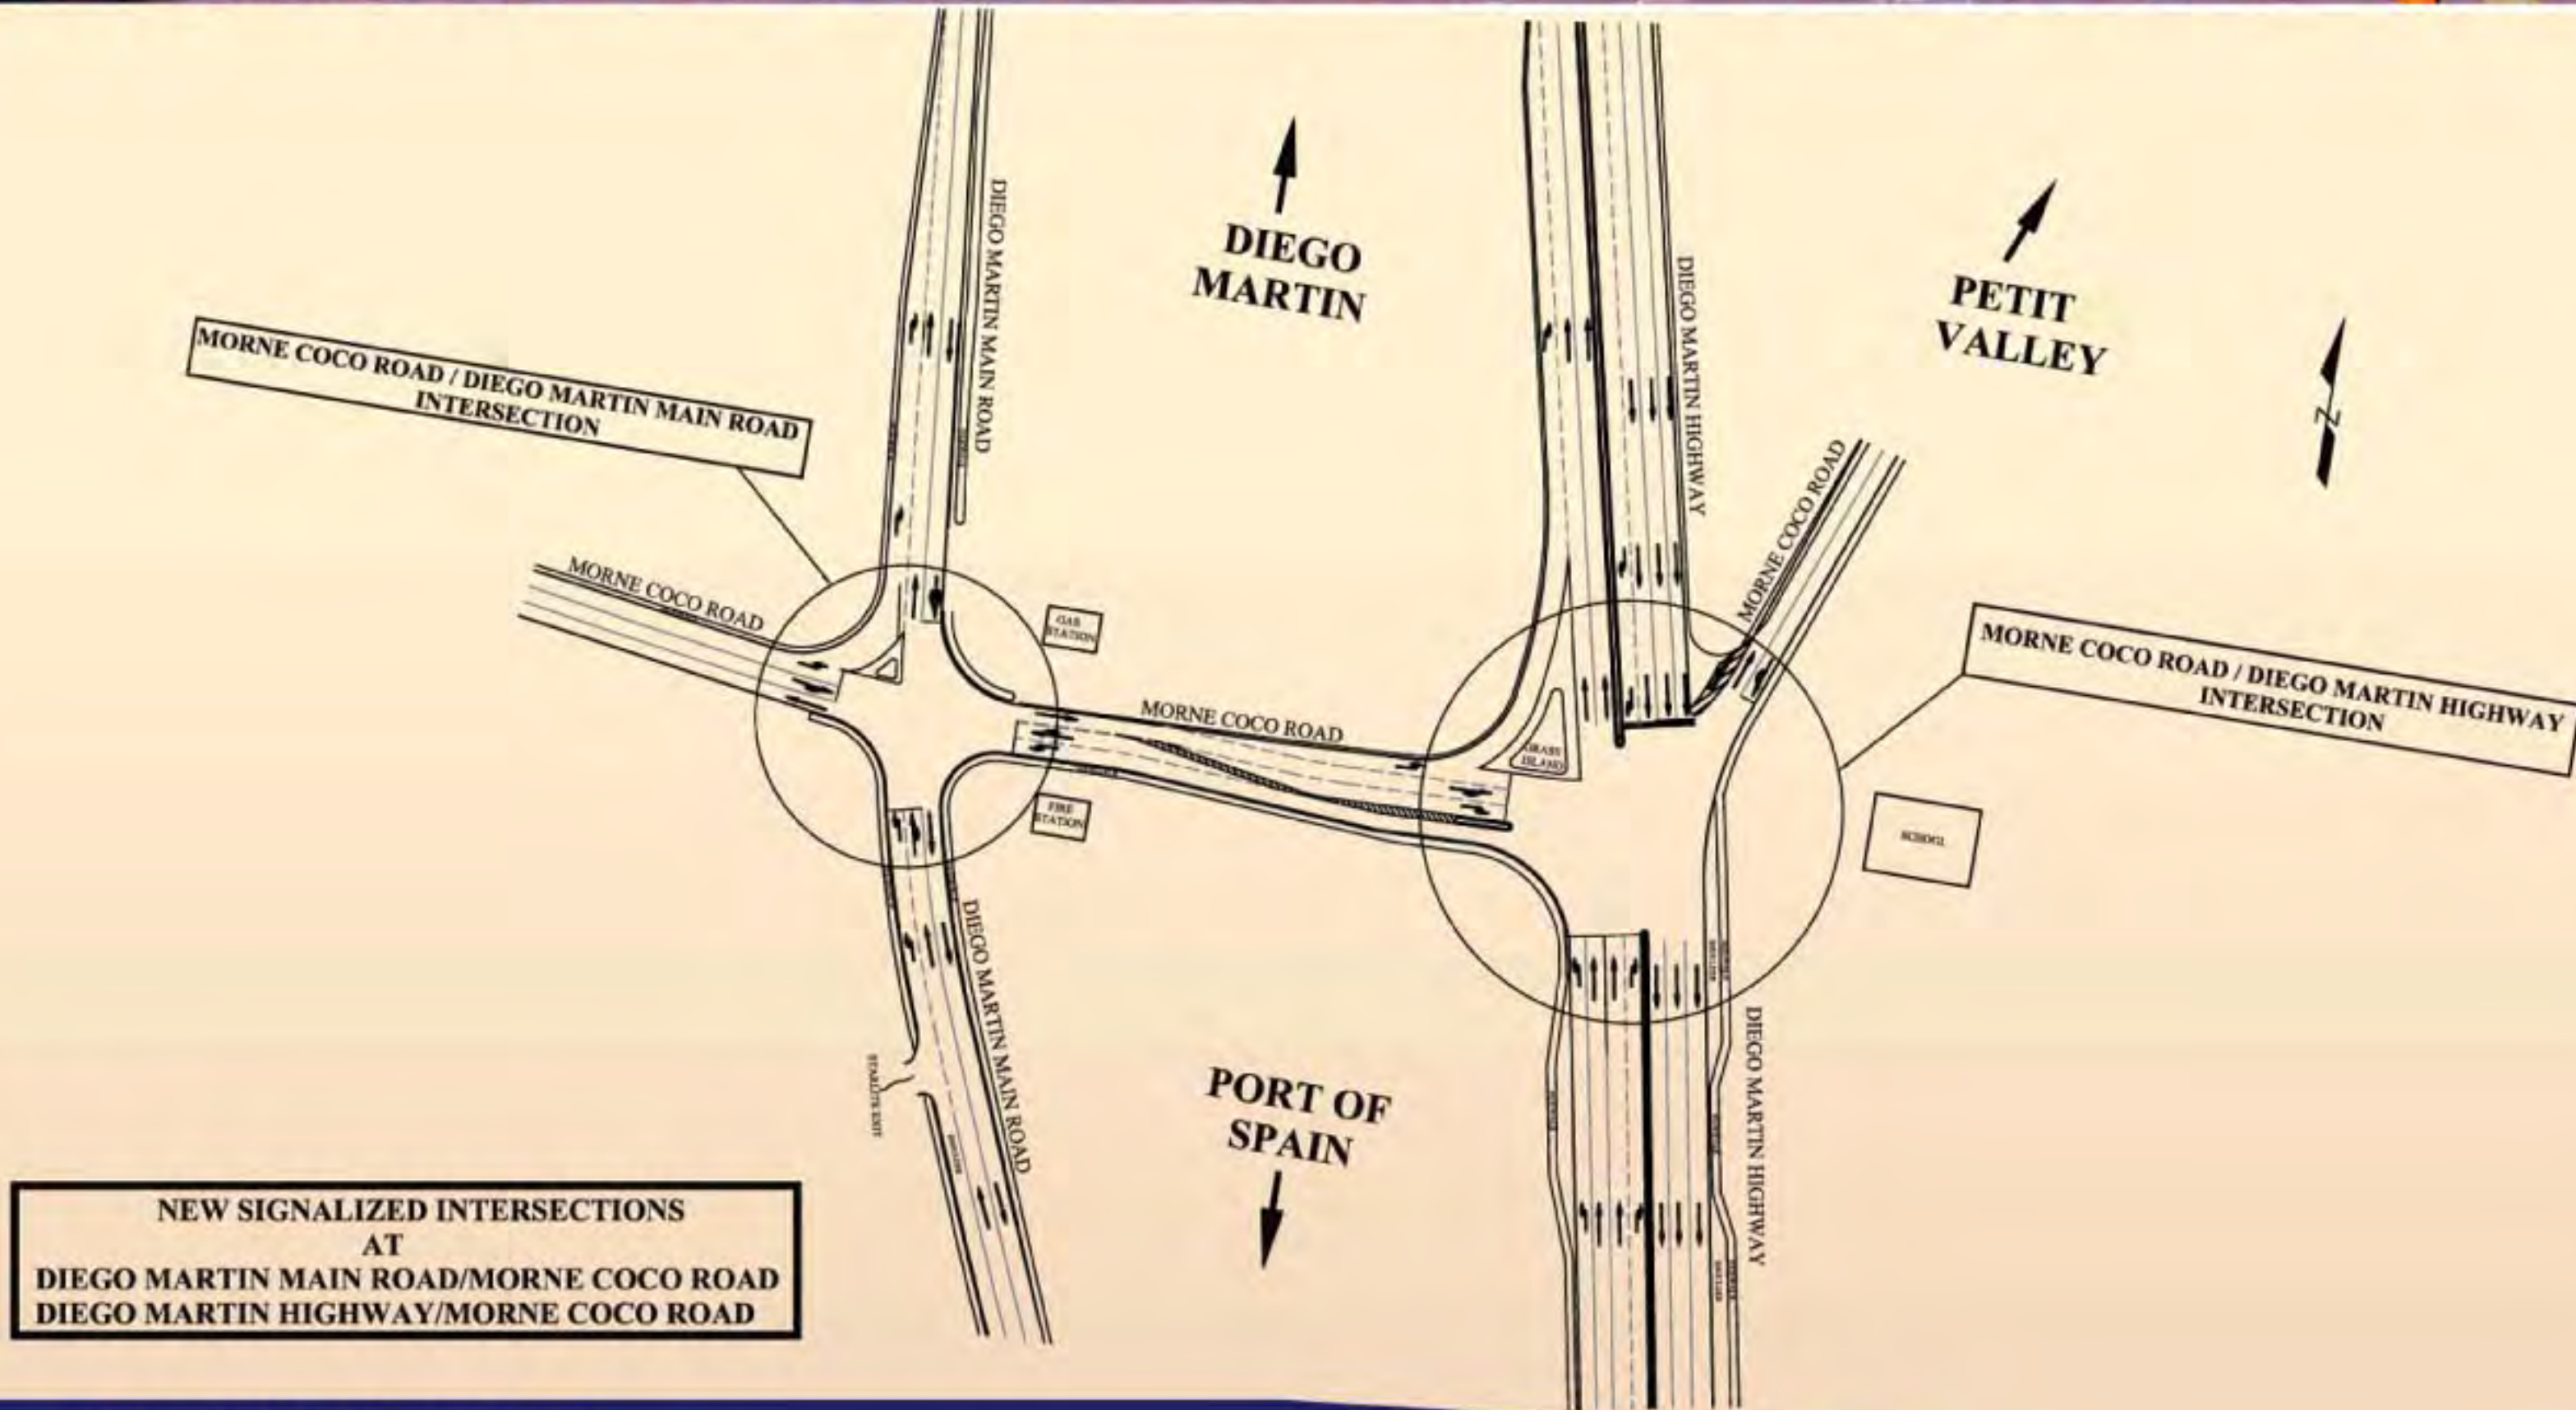 DIEGO MARTIN MAIN ROAD
DIEGO
MARTIN
DIEGO MARTIN HIGHWAY
PETIT
VALLEY
N
MORNE COCO ROAD / DIEGO MARTIN MAIN ROAD
INTERSECTION
MORNE COCO ROAD
MORNE COCO ROAD
GAS
STATION
MORNE COCO ROAD / DIEGO MARTIN HIGHWAY
INTERSECTION
MORNE COCO ROAD
GRASS
ISLAND
FIRE
STATION
SCHOOL
DIEGO MARTIN MAIN ROAD
STARLITE EXIT
PORT OF
SPAIN
DIEGO MARTIN HIGHWAY
NEW SIGNALIZED INTERSECTIONS
AT
DIEGO MARTIN MAIN ROAD/MORNE COCO ROAD
DIEGO MARTIN HIGHWAY/MORNE COCO ROAD